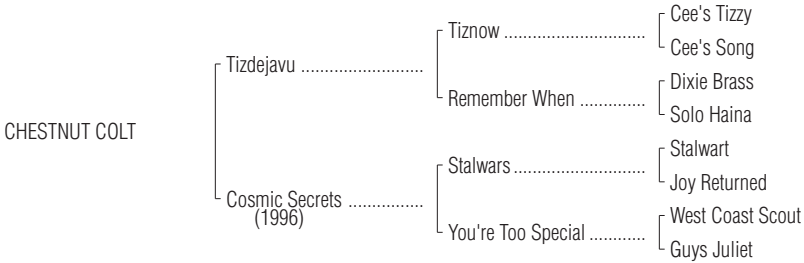 Cee's Tizzy
Tiznow ..............................
Cee's Song
Tizdejavu ..........................
Dixie Brass
Remember When ..............
Solo Haina
CHESTNUT COLT
Stalwart
Stalwars ............................
Joy Returned
Cosmic Secrets ................
(1996)
West Coast Scout
You're Too Special ............
Guys Juliet